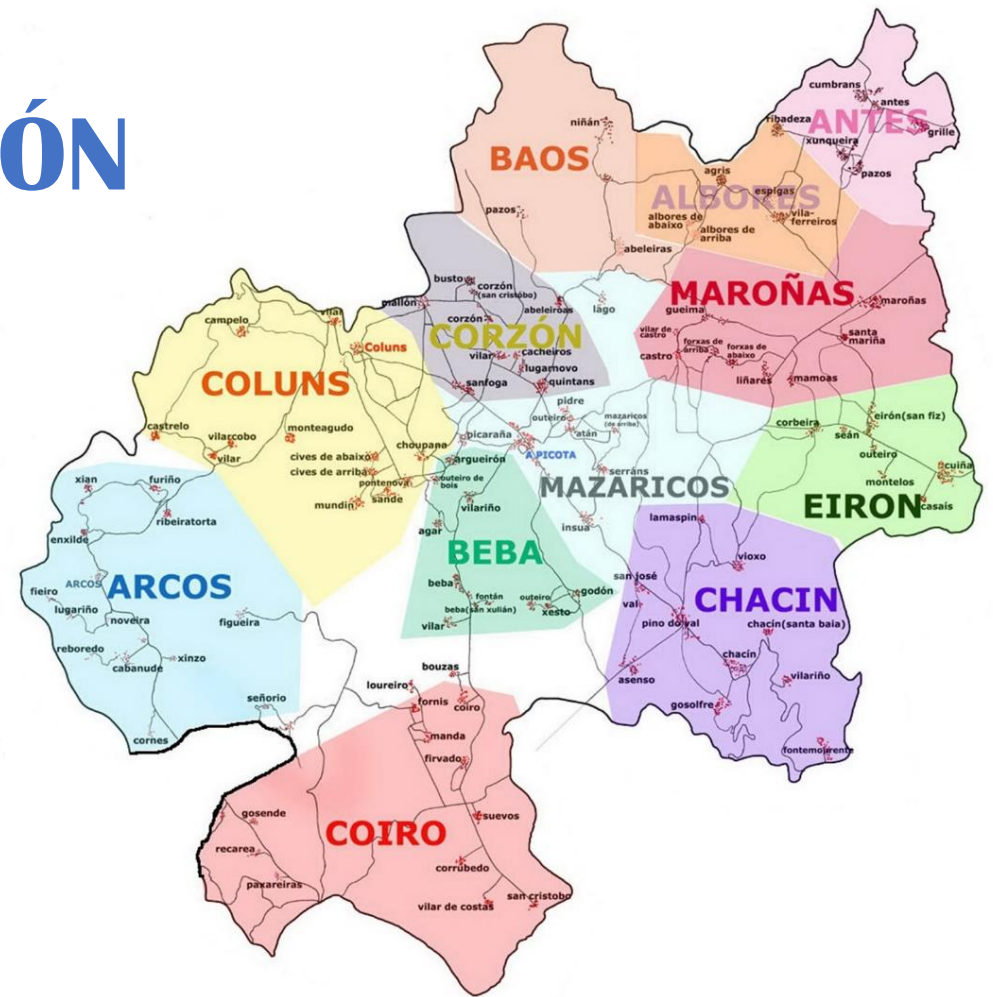 ÓN
cumbrans
antes
ANTES
grille
ribadeza
xunqueira
pazos
niñán
BAOS
pazos
abeleiras
agris
espigas
ALBORES
albores de
abaixo
albores de
arriba
vila-
ferreiros
busto
corzón
(san cristóbo)
mallón
corzón
abeleiroas
CORZÓN
vilar
cacheiros
lugarnovo
sanfoga
quintans
lago
MAROÑAS
gueima
maroñas
vilar de
castro
castro
forxas de
arriba
forxas de
abaixo
santa
mariña
liñares
mamoas
vilar
campelo
Coluns
COLUNS
castrelo
vilarcobo
vilar
monteagudo
choupana
cives de abaixo
cives de arriba
pontenova
sande
mundín
pidre
outeiro
mazaricos
(de arriba)
atán
picaraña
A PICOTA
serráns
MAZARICOS
insua
corbeira
eirón(san fiz)
seán
outeiro
cuiña
montelos
casais
EIRON
argueirón
outeiro de
bois
vilariño
agar
BEBA
beba
fontán
beba(san xulián)
outeiro
xesto
godón
vilar
xian
furiño
ribeiratorta
enxilde
ARCOS
ARCOS
fieiro
lugariño
noveira
figueira
reboredo
cabanude
xinzo
señorio
cornes
lamaspin
vioxo
san josé
CHACIN
val
pino do val
chacín(santa baia)
chacín
asenso
vilariño
gosolfre
fontemourente
bouzas
loureiro
fornis
coiro
manda
firvado
gosende
COIRO
suevos
recarea
corrúbedo
paxareiras
vilar de costas
san cristobo